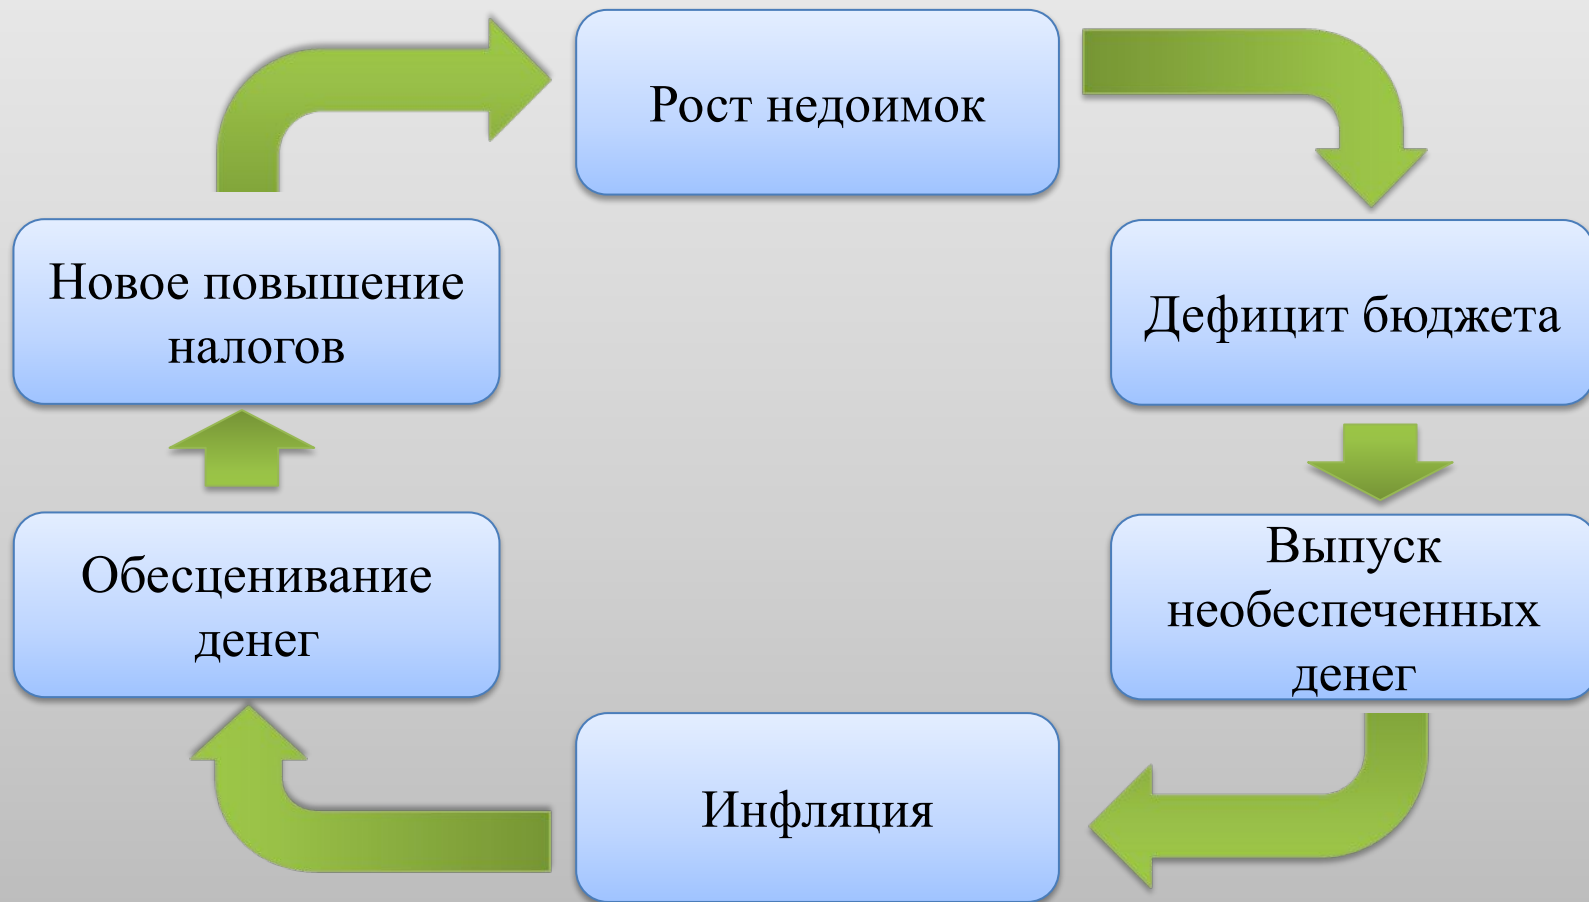 Рост недоимок
Дефицит бюджета
Выпуск
необеспеченных
денег
Инфляция
Обесценивание
денег
Новое повышение
налогов